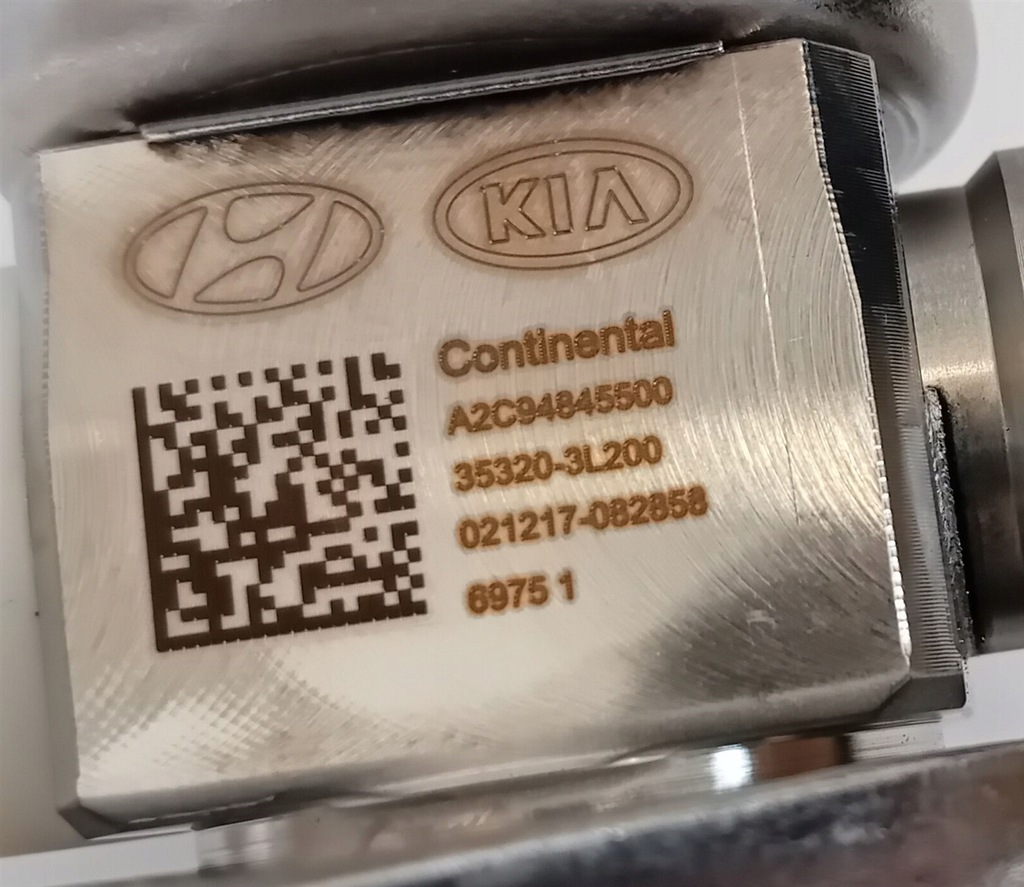 KIA
Continental
A2C94845500
35320-3L200
021217-082858
6975 1